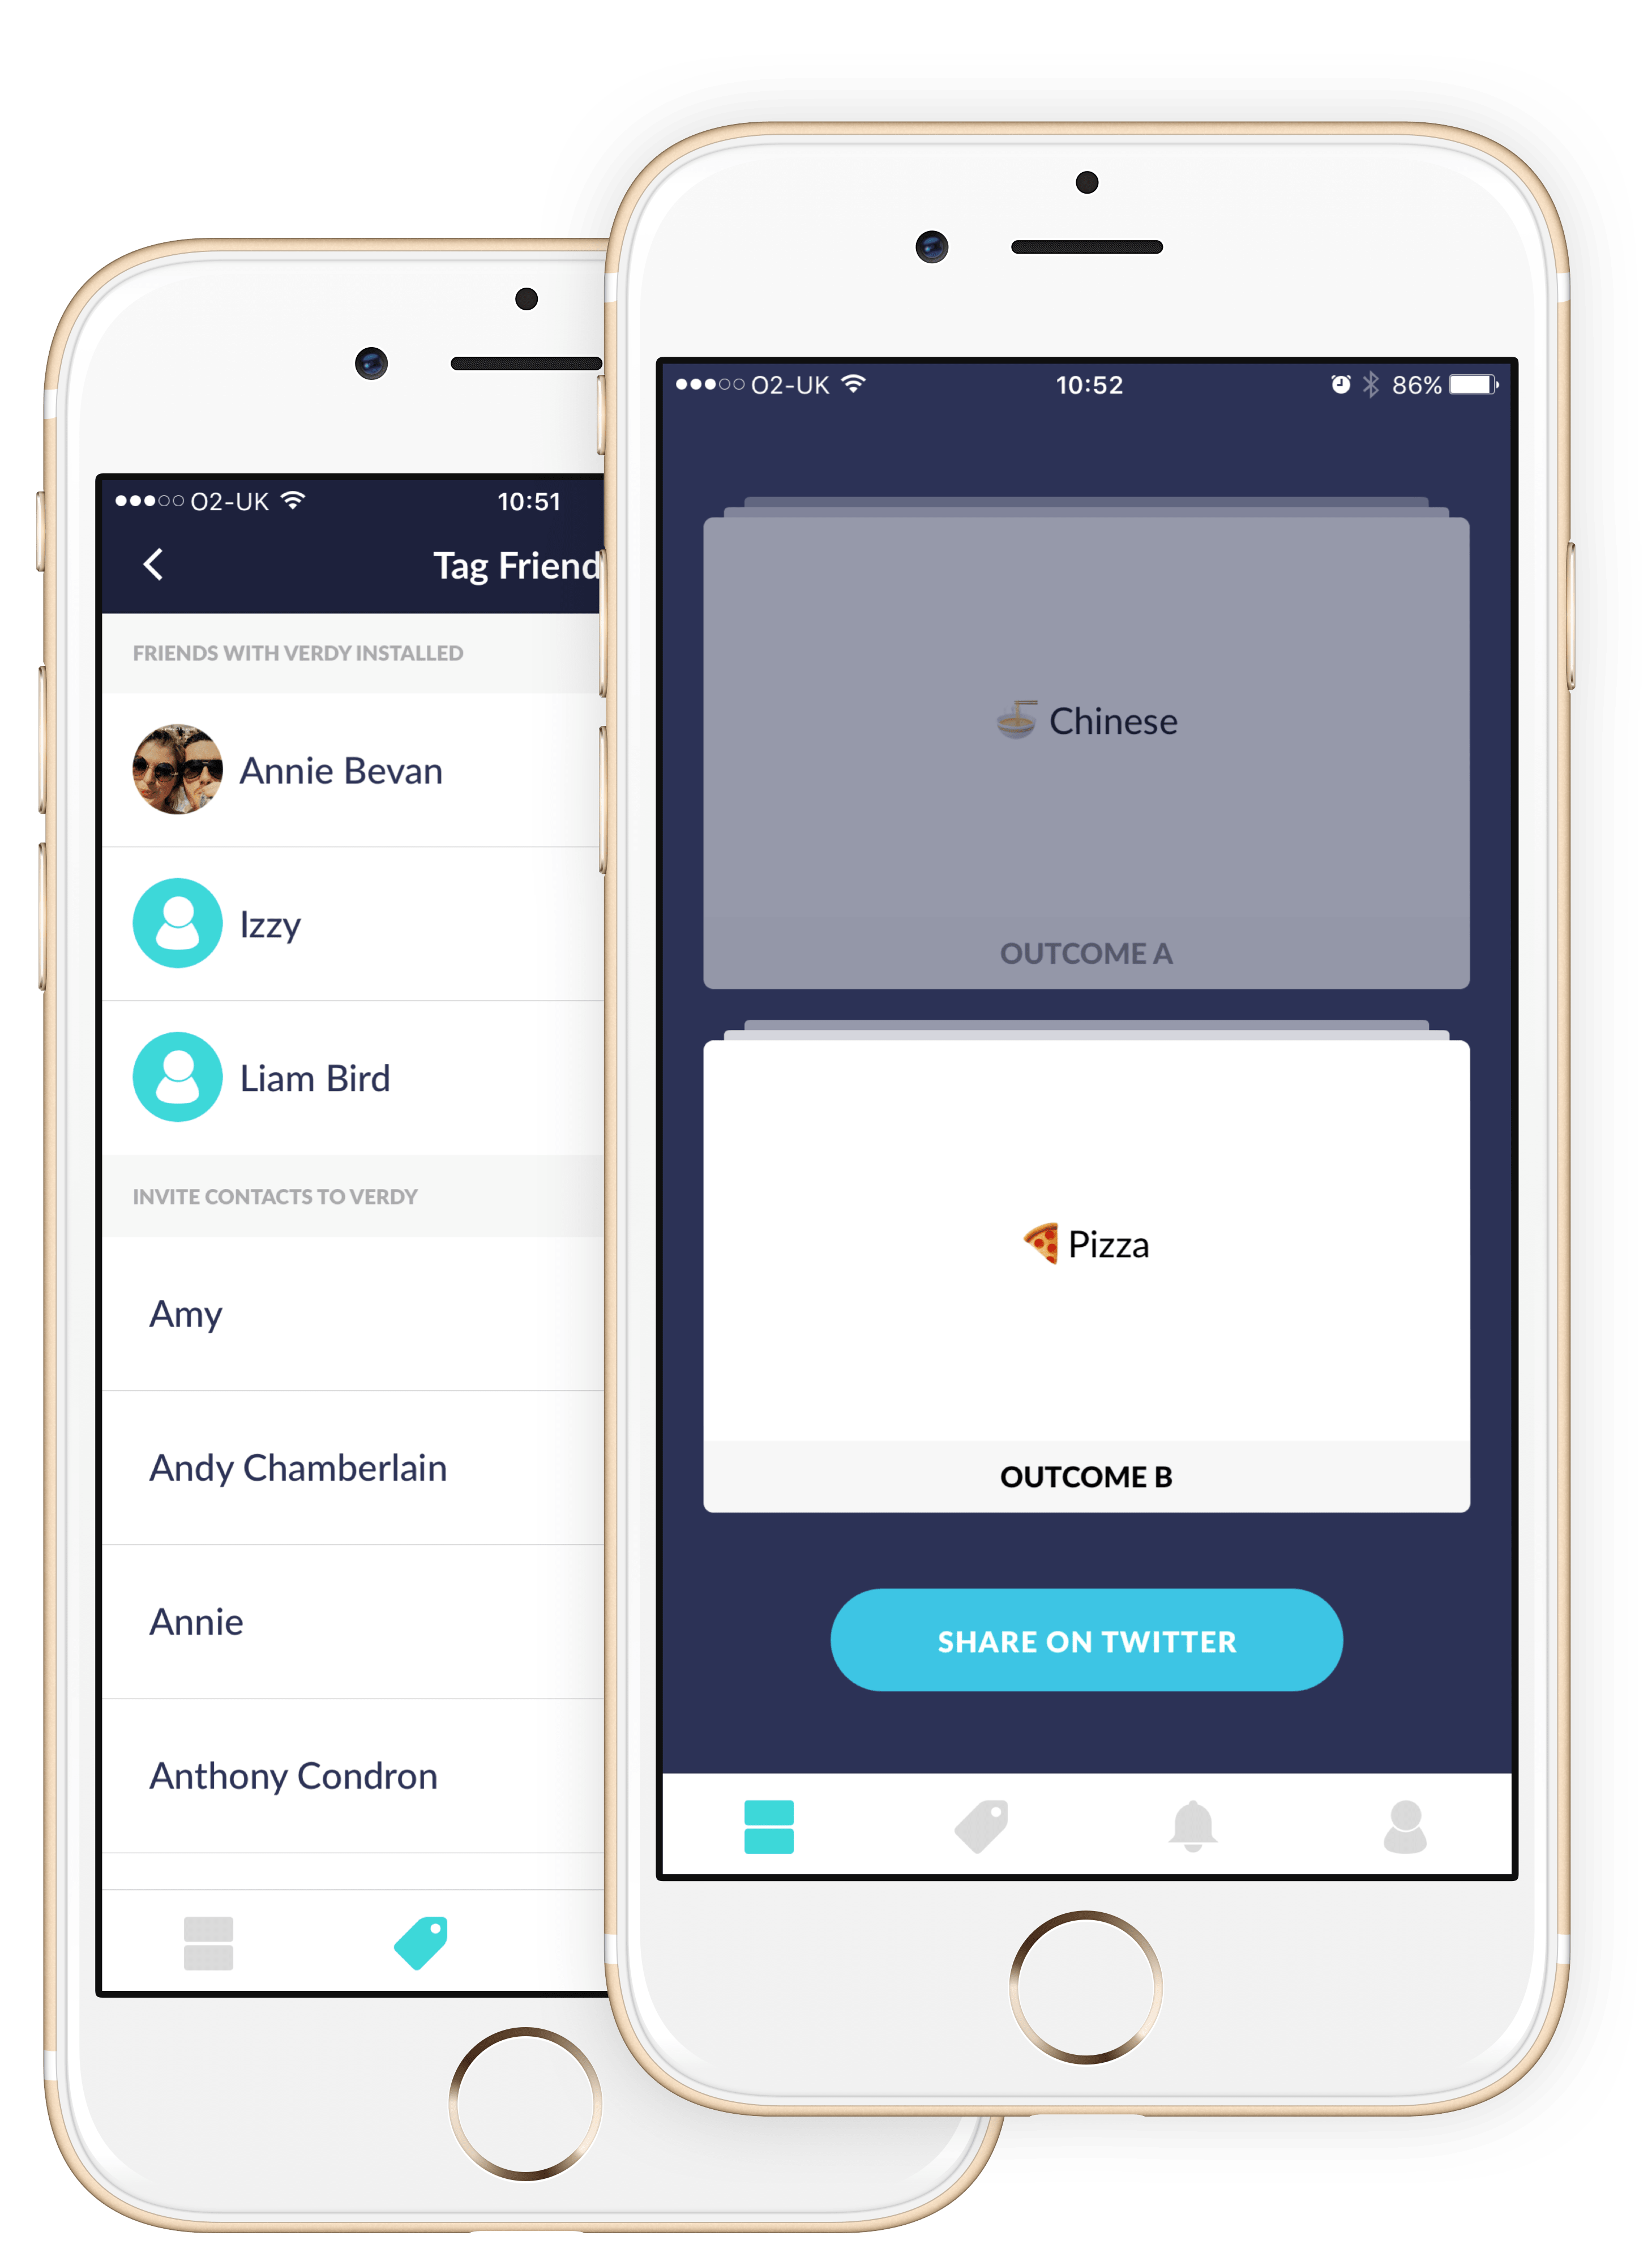 O2-UK 10:51
Tag Friend
FRIENDS WITH VERDY INSTALLED
Annie Bevan
Izzy
Liam Bird
INVITE CONTACTS TO VERDY
Amy
Andy Chamberlain
Annie
Anthony Condron
O2-UK 10:52 86%
Chinese
OUTCOME A
Pizza
OUTCOME B
SHARE ON TWITTER